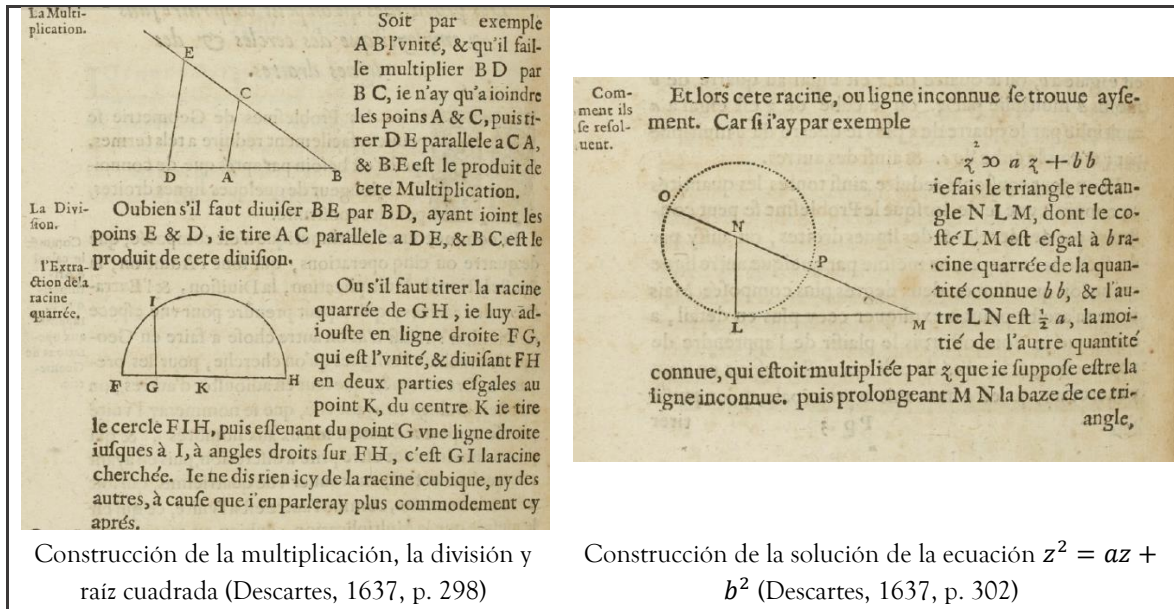 La Multi-
plication.
E
C
D
A
B
Soit par exemple
A B l'vnité, & qu'il fail-
le multiplier B D par
B C, ie n'ay qu'a ioindre
les poins A & C, puis ti-
rer D E parallele a C A,
& B E eſt le produit de
cete Multiplication.
La Divi-
ſion.
Oubien s'il faut diuiſer BE par BD, ayant ioint les
poins E & D, ie tire A C parallele a D E, & B C eſt le
produit de cete diuiſion.
l'Extra-
ction de la
racine
quarrée.
I
F
G
K
H
Ou s'il faut tirer la racine
quarrée de GH, ie luy ad-
iouſte en ligne droite F G,
qui eſt l'vnité, & diuiſant F H
en deux parties eſgales au
point K, du centre K ie tire
le cercle F I H, puis eſleuant du point G vne ligne droite
iuſques à I, à angles droits ſur F H, c'eſt G I la racine
cherchée. Ie ne dis rien icy de la racine cubique, ny des
autres, à cauſe que i'en parleray plus commodement cy
aprés.
Construcción de la multiplicación, la división y
raíz cuadrada (Descartes, 1637, p. 298)
Com-
ment ils
ſe reſol-
uent.
Et lors cete racine, ou ligne inconnue ſe trouue ayſe-
ment. Car ſi i'ay par exemple
z² ∞ a z + b b
O
N
P
L
M
ie fais le triangle rectan-
gle N L M, dont le co-
ſté L M eſt eſgal à b ra-
cine quarrée de la quan-
tité connue b b, & l'au-
tre L N eſt ½ a, la moi-
tié de l'autre quantité
connue, qui eſtoit multipliée par z que ie ſuppoſe eſtre la
ligne inconnue. puis prolongeant M N la baze de ce tri-
angle,
Construcción de la solución de la ecuación z² = az +
b² (Descartes, 1637, p. 302)